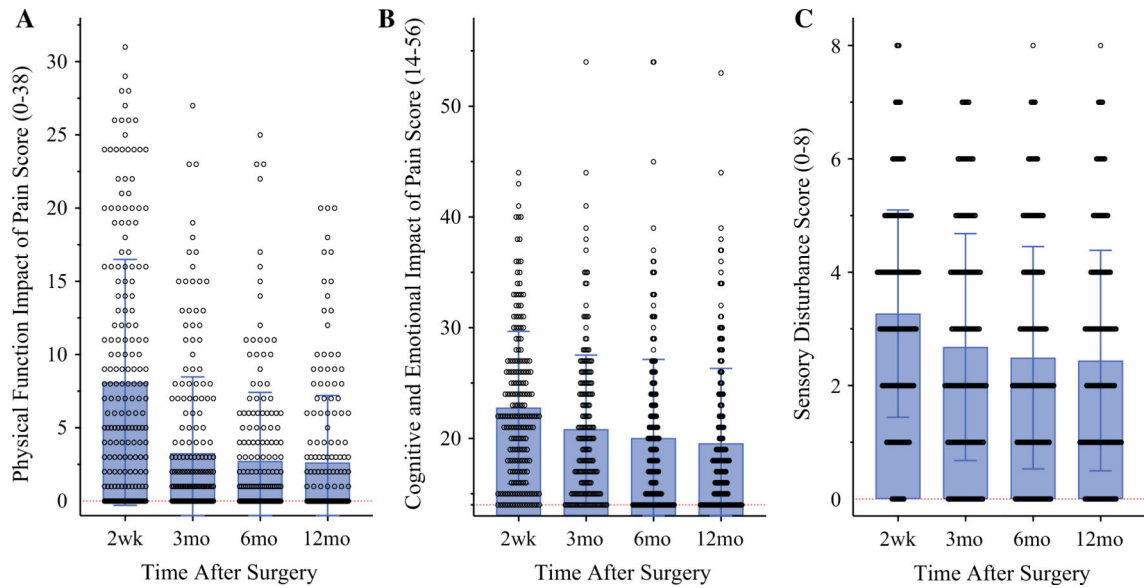 A
Physical Function Impact of Pain Score (0-38)
30
25
20
15
10
5
0
2wk 3mo 6mo 12mo
Time After Surgery
B
Cognitive and Emotional Impact of Pain Score (14-56)
50
40
30
20
2wk 3mo 6mo 12mo
Time After Surgery
C
Sensory Disturbance Score (0-8)
8
6
4
2
0
2wk 3mo 6mo 12mo
Time After Surgery